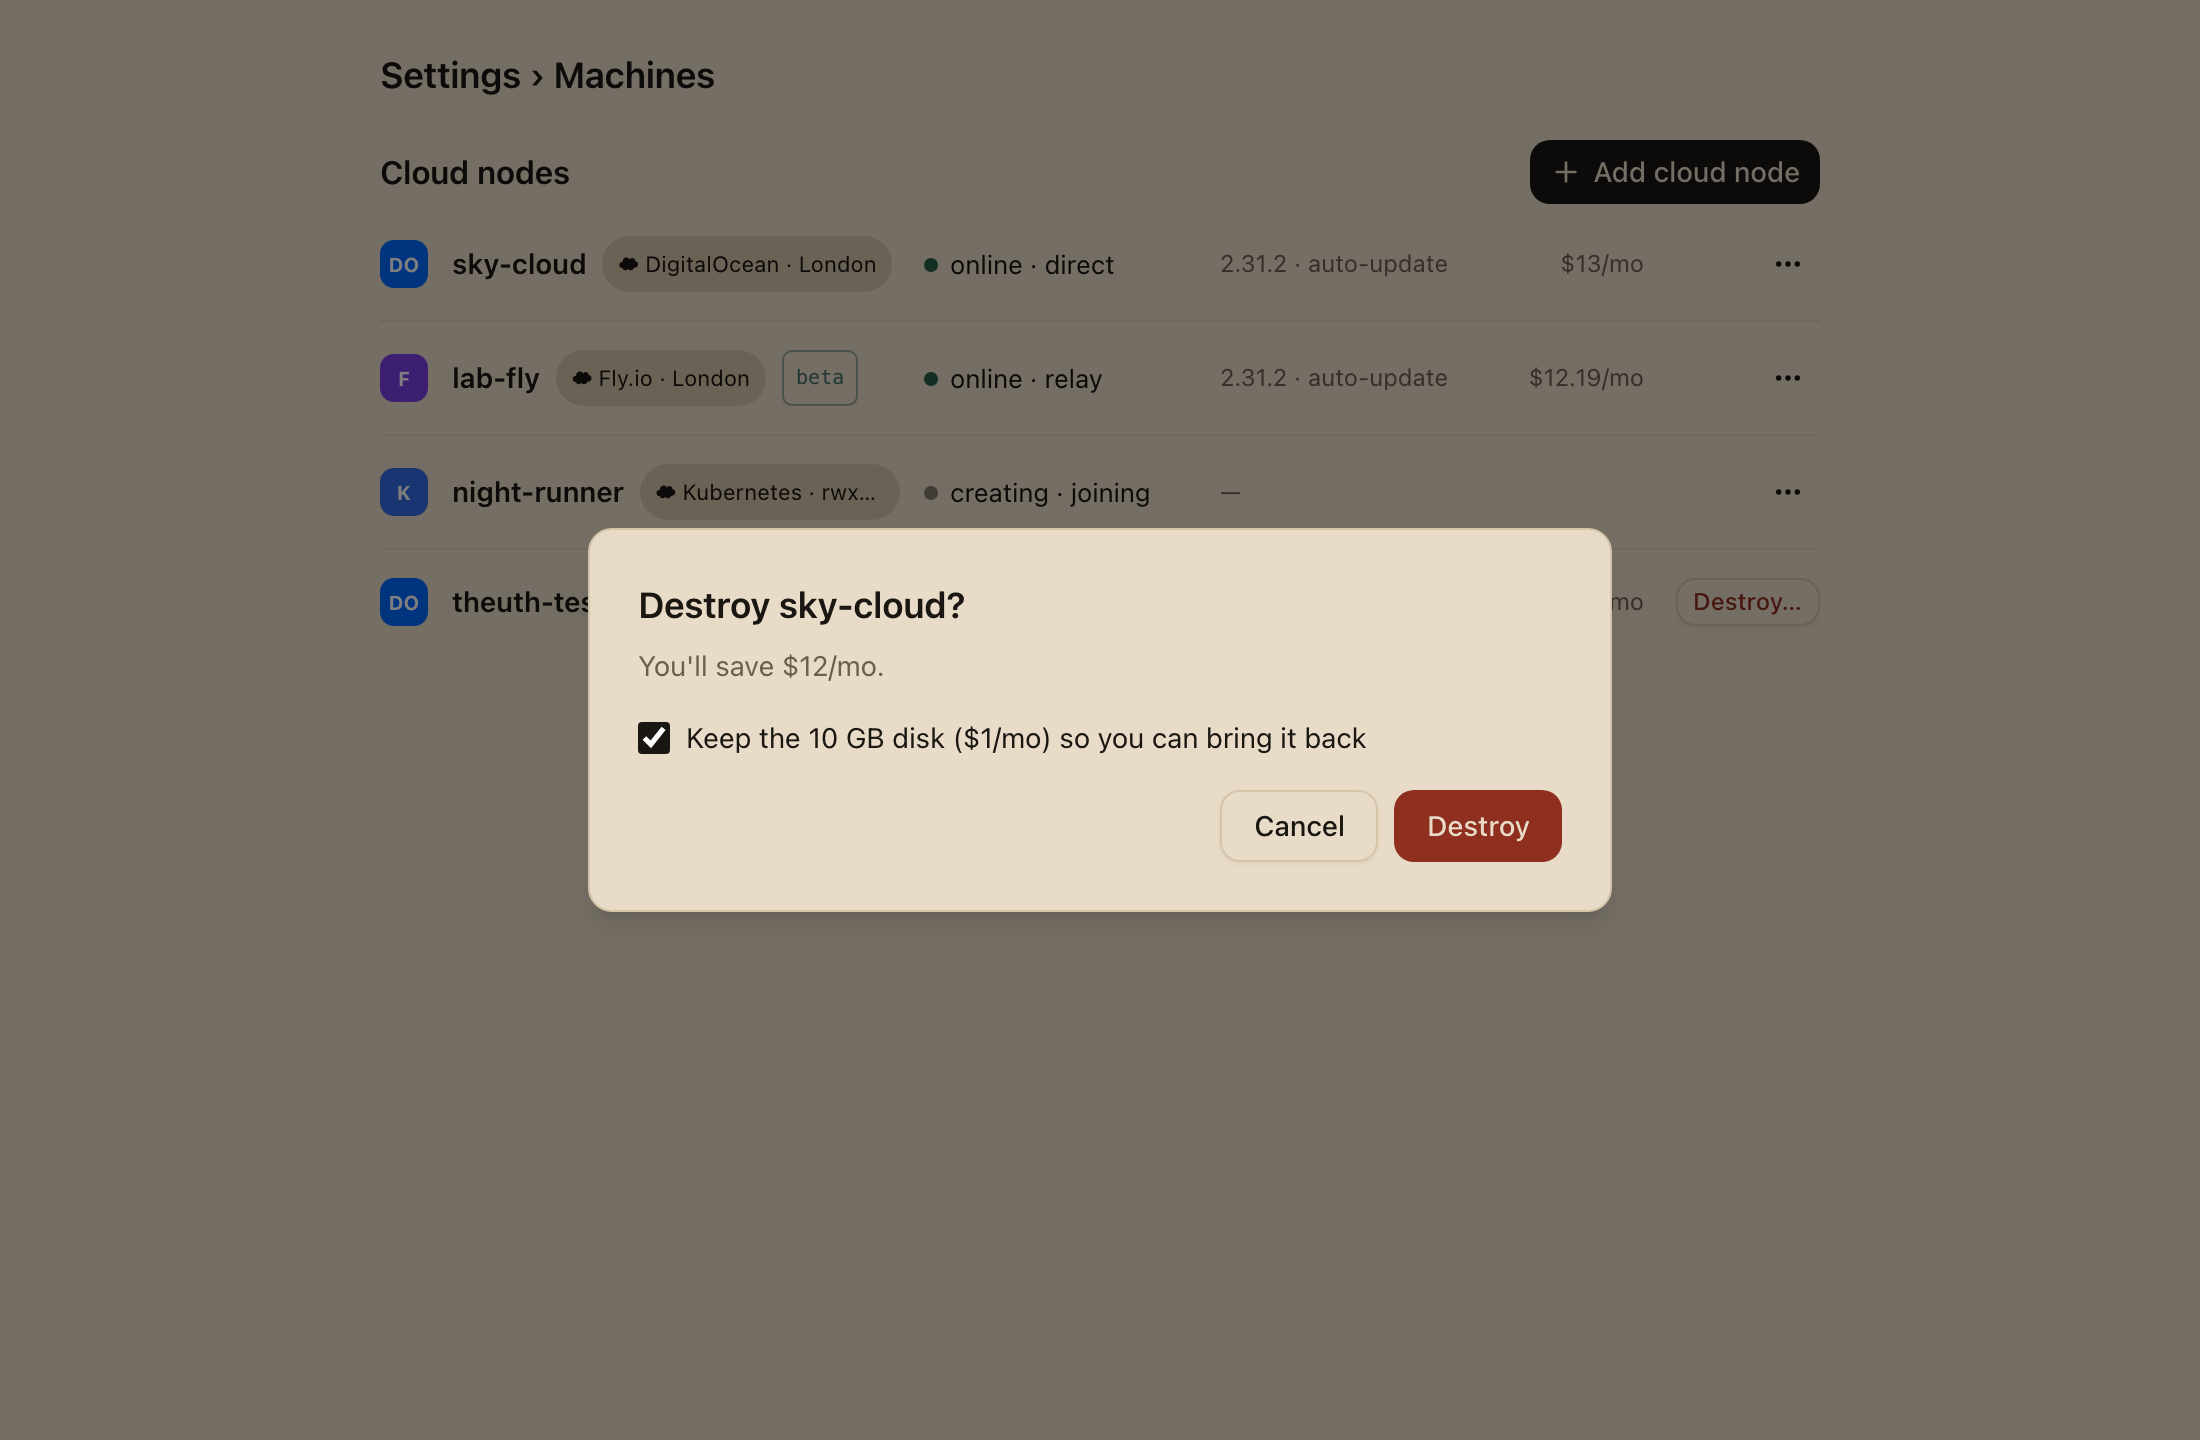 Settings › Machines
Cloud nodes
+ Add cloud node
DO sky-cloud DigitalOcean · London online · direct 2.31.2 · auto-update $13/mo ...
F lab-fly Fly.io · London beta online · relay 2.31.2 · auto-update $12.19/mo ...
K night-runner Kubernetes · rwx... creating · joining — ...
DO theuth-tes mo Destroy...
Destroy sky-cloud?
You'll save $12/mo.
Keep the 10 GB disk ($1/mo) so you can bring it back
Cancel Destroy